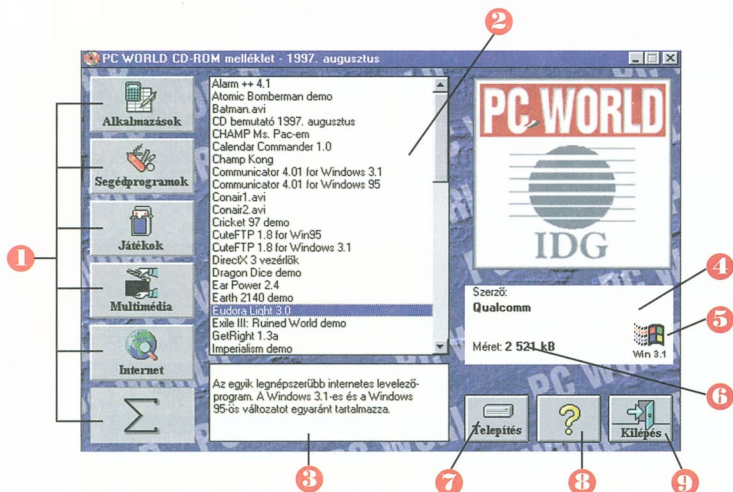 PC WORLD CD-ROM melléklet - 1997. augusztus
1
Alkalmazások
Segédprogramok
Játékok
Multimédia
Internet
Σ
2
Alarm ++ 4.1
Atomic Bomberman demo
Batman.avi
CD bemutató 1997. augusztus
CHAMP Ms. Pac-em
Calendar Commander 1.0
Champ Kong
Communicator 4.01 for Windows 3.1
Communicator 4.01 for Windows 95
Conair1.avi
Conair2.avi
Cricket 97 demo
CuteFTP 1.8 for Win95
CuteFTP 1.8 for Windows 3.1
DirectX 3 vezérlők
Dragon Dice demo
Ear Power 2.4
Earth 2140 demo
Eudora Light 3.0
Exile III: Ruined World demo
GetRight 1.3a
Imperialism demo
Az egyik legnépszerűbb internetes levelező-
program. A Windows 3.1-es és a Windows
95-ös változatot egyaránt tartalmazza.
3
PC WORLD
IDG
4
Szerző:
Qualcomm
5
Méret: 2 521 kB
Win 3.1
6
Telepítés
?
Kilépés
7
8
9